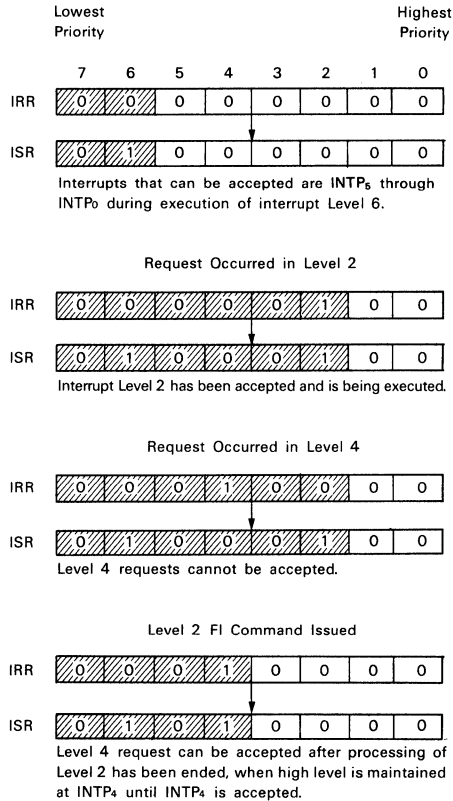 Lowest Highest
Priority Priority
7 6 5 4 3 2 1 0
IRR 0 0 0 0 0 0 0 0
ISR 0 1 0 0 0 0 0 0
Interrupts that can be accepted are INTP₅ through
INTP₀ during execution of interrupt Level 6.
Request Occurred in Level 2
IRR 0 0 0 0 0 1 0 0
ISR 0 1 0 0 0 1 0 0
Interrupt Level 2 has been accepted and is being executed.
Request Occurred in Level 4
IRR 0 0 0 1 0 0 0 0
ISR 0 1 0 0 0 1 0 0
Level 4 requests cannot be accepted.
Level 2 FI Command Issued
IRR 0 0 0 1 0 0 0 0
ISR 0 1 0 1 0 0 0 0
Level 4 request can be accepted after processing of
Level 2 has been ended, when high level is maintained
at INTP₄ until INTP₄ is accepted.